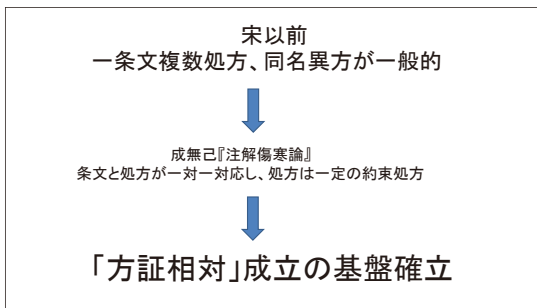 宋以前
一条文複数処方、同名異方が一般的
成無己『注解傷寒論』
条文と処方が一対一対応し、処方は一定の約束処方
「方証相対」成立の基盤確立